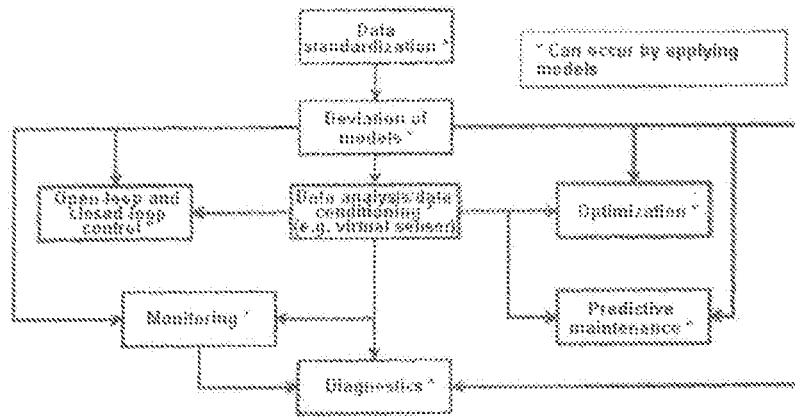 Data
standardization *
* Can occur by applying
models
Deviation of
models *
Open loop and
closed loop
control *
Data analysis/data
conditioning
(e.g. virtual sensor)
Optimization *
Monitoring *
Predictive
maintenance *
Diagnostics *